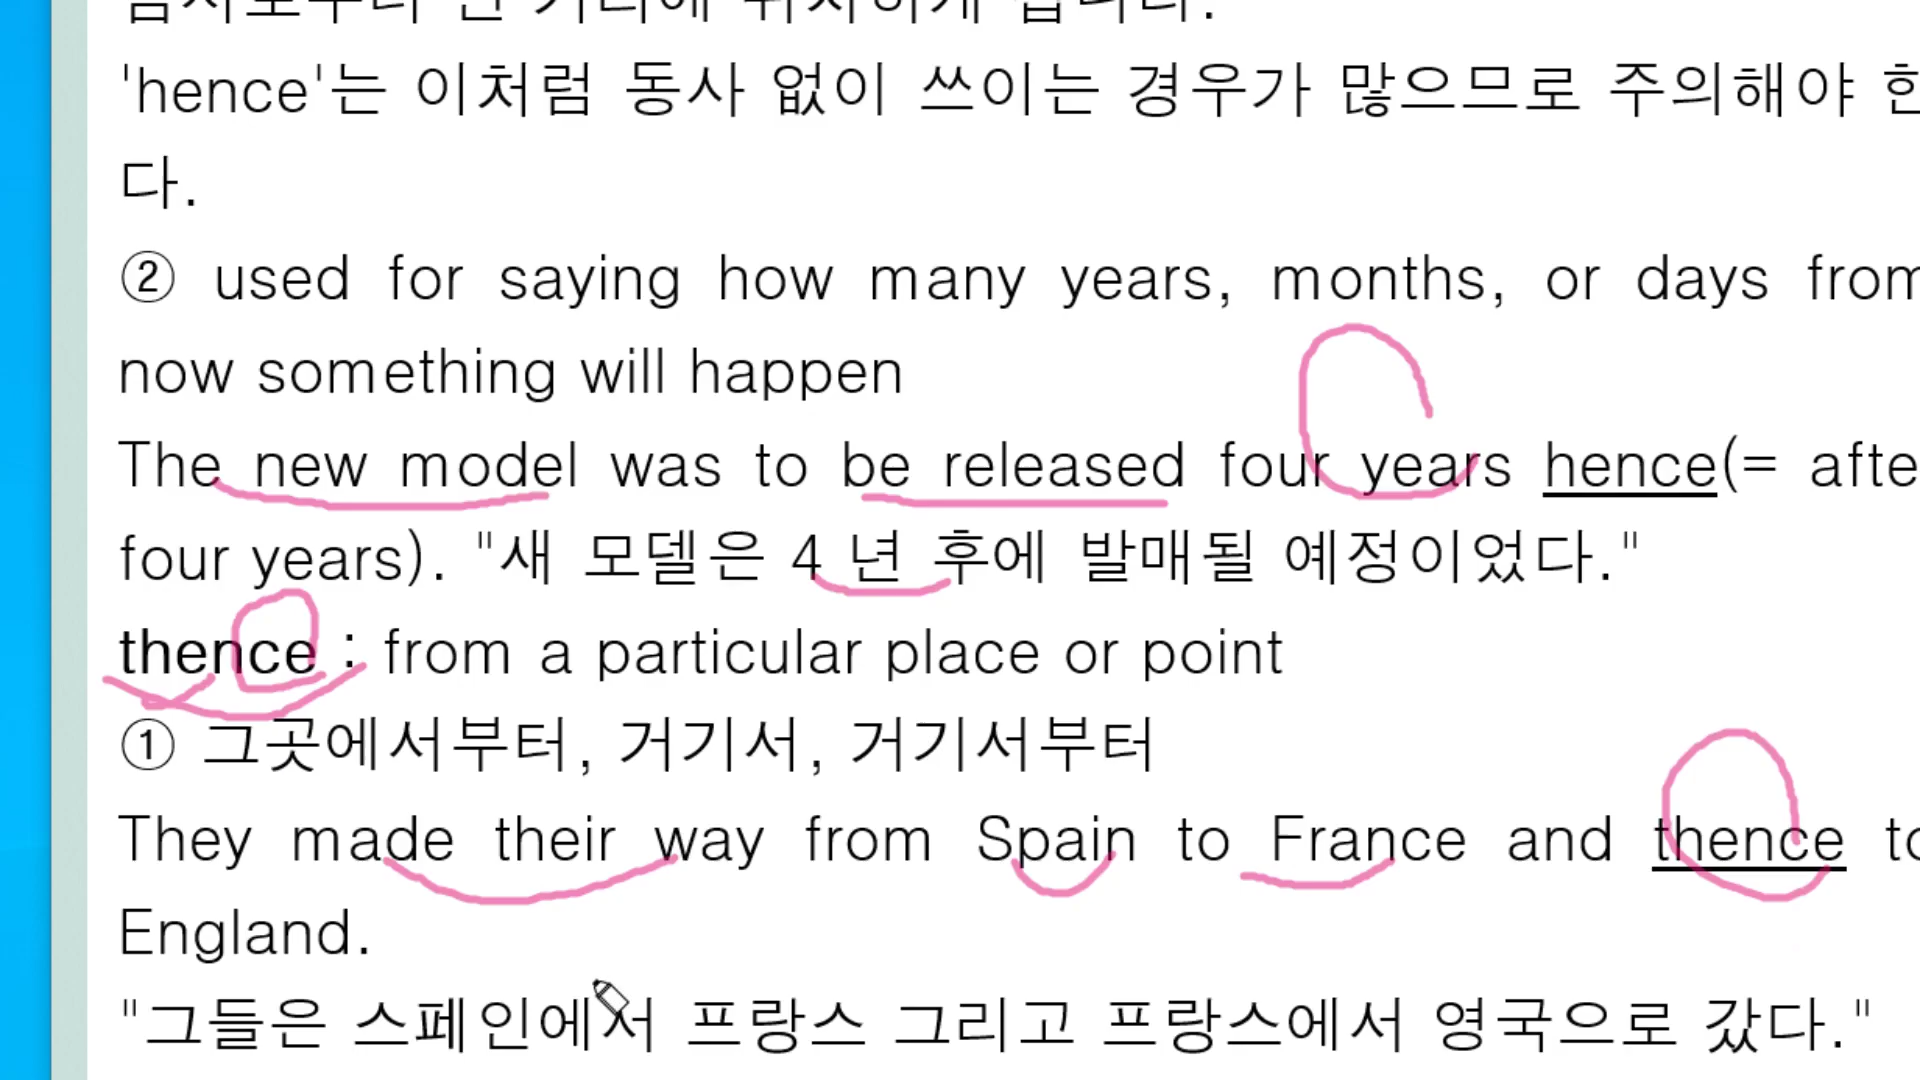 'hence'는 이처럼 동사 없이 쓰이는 경우가 많으므로 주의해야 한
다.
② used for saying how many years, months, or days from
now something will happen
The new model was to be released four years hence(= afte
four years). "새 모델은 4 년 후에 발매될 예정이었다."
thence : from a particular place or point
① 그곳에서부터, 거기서, 거기서부터
They made their way from Spain to France and thence to
England.
"그들은 스페인에서 프랑스 그리고 프랑스에서 영국으로 갔다."